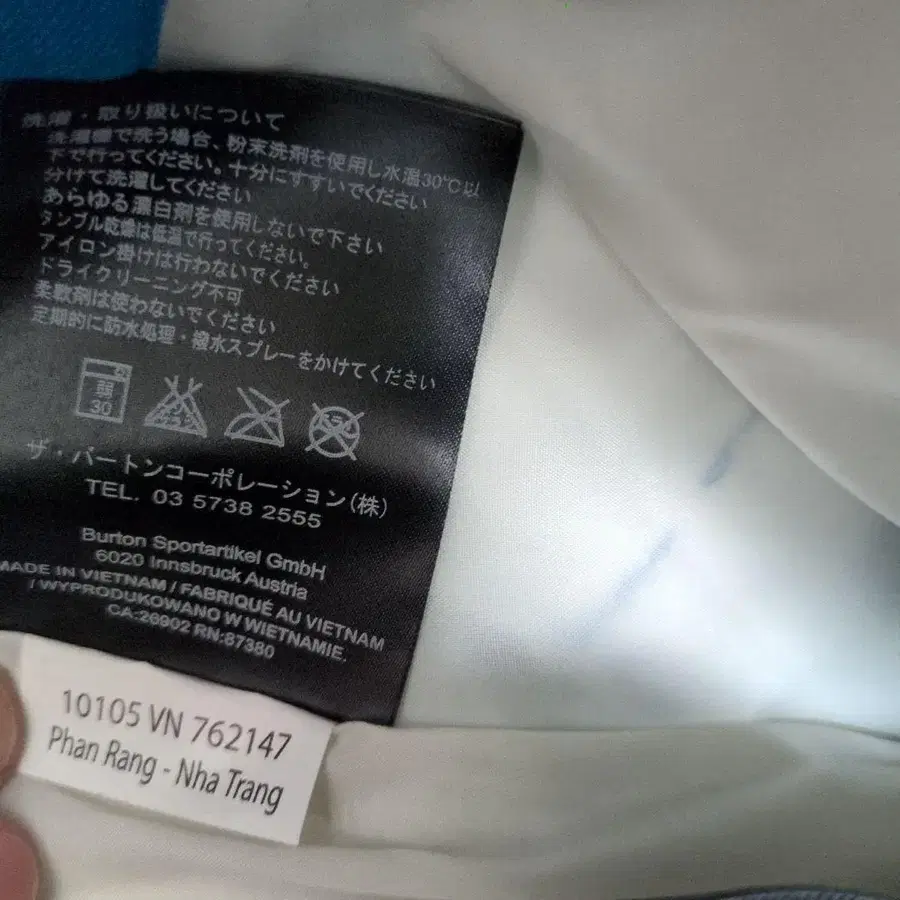 洗濯・取り扱いについて
洗濯機で洗う場合、粉末洗剤を使用し水温30℃以
下で行ってください。十分にすすいでください
分けて洗濯してください
あらゆる漂白剤を使用しないで下さい
タンブル乾燥は低温で行ってください。
アイロン掛けは行わないでください
ドライクリーニング不可
柔軟剤は使わないでください
定期的に防水処理・撥水スプレーをかけてください
弱
30
ザ・バートンコーポレーション(株)
TEL. 03 5738 2555
Burton Sportartikel GmbH
6020 Innsbruck Austria
MADE IN VIETNAM / FABRIQUÉ AU VIETNAM
/ WYPRODUKOWANO W WIETNAMIE.
CA:26902 RN:87380
10105 VN 762147
Phan Rang - Nha Trang